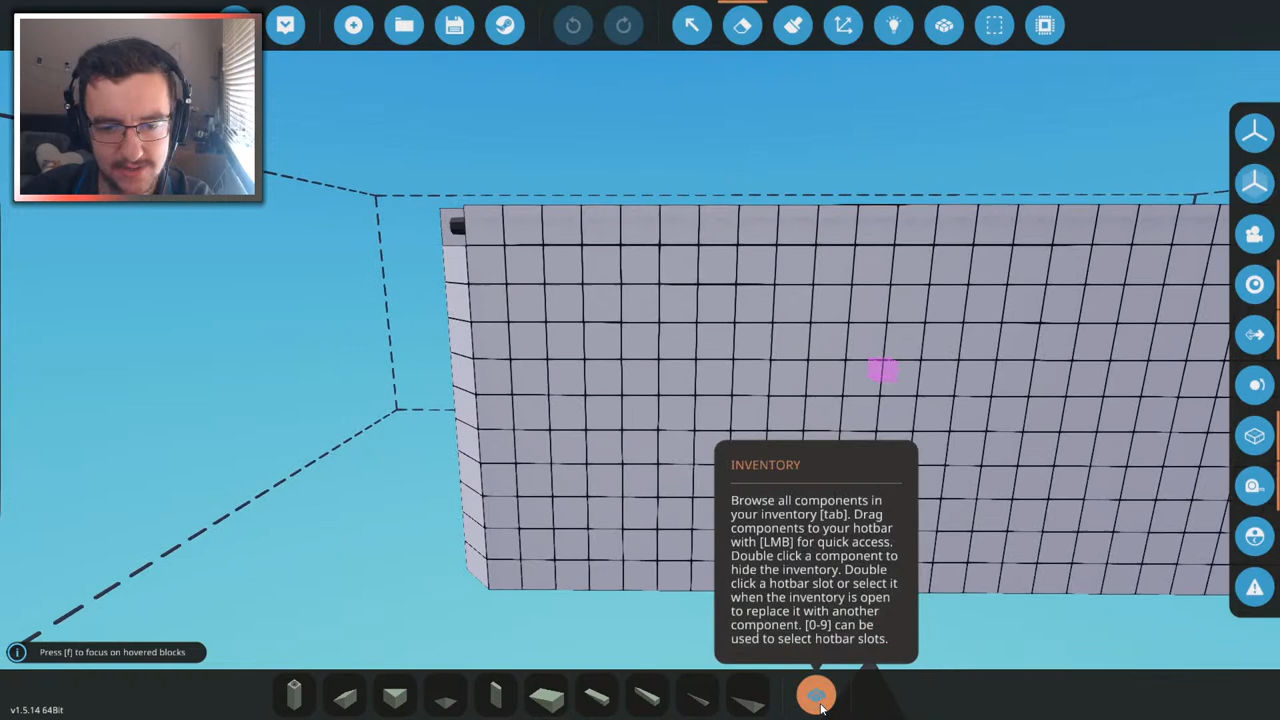 INVENTORY
Browse all components in
your inventory [tab]. Drag
components to your hotbar
with [LMB] for quick access.
Double click a component to
hide the inventory. Double
click a hotbar slot or select it
when the inventory is open
to replace it with another
component. [0-9] can be
used to select hotbar slots.
Press [f] to focus on hovered blocks
v1.5.14 64Bit